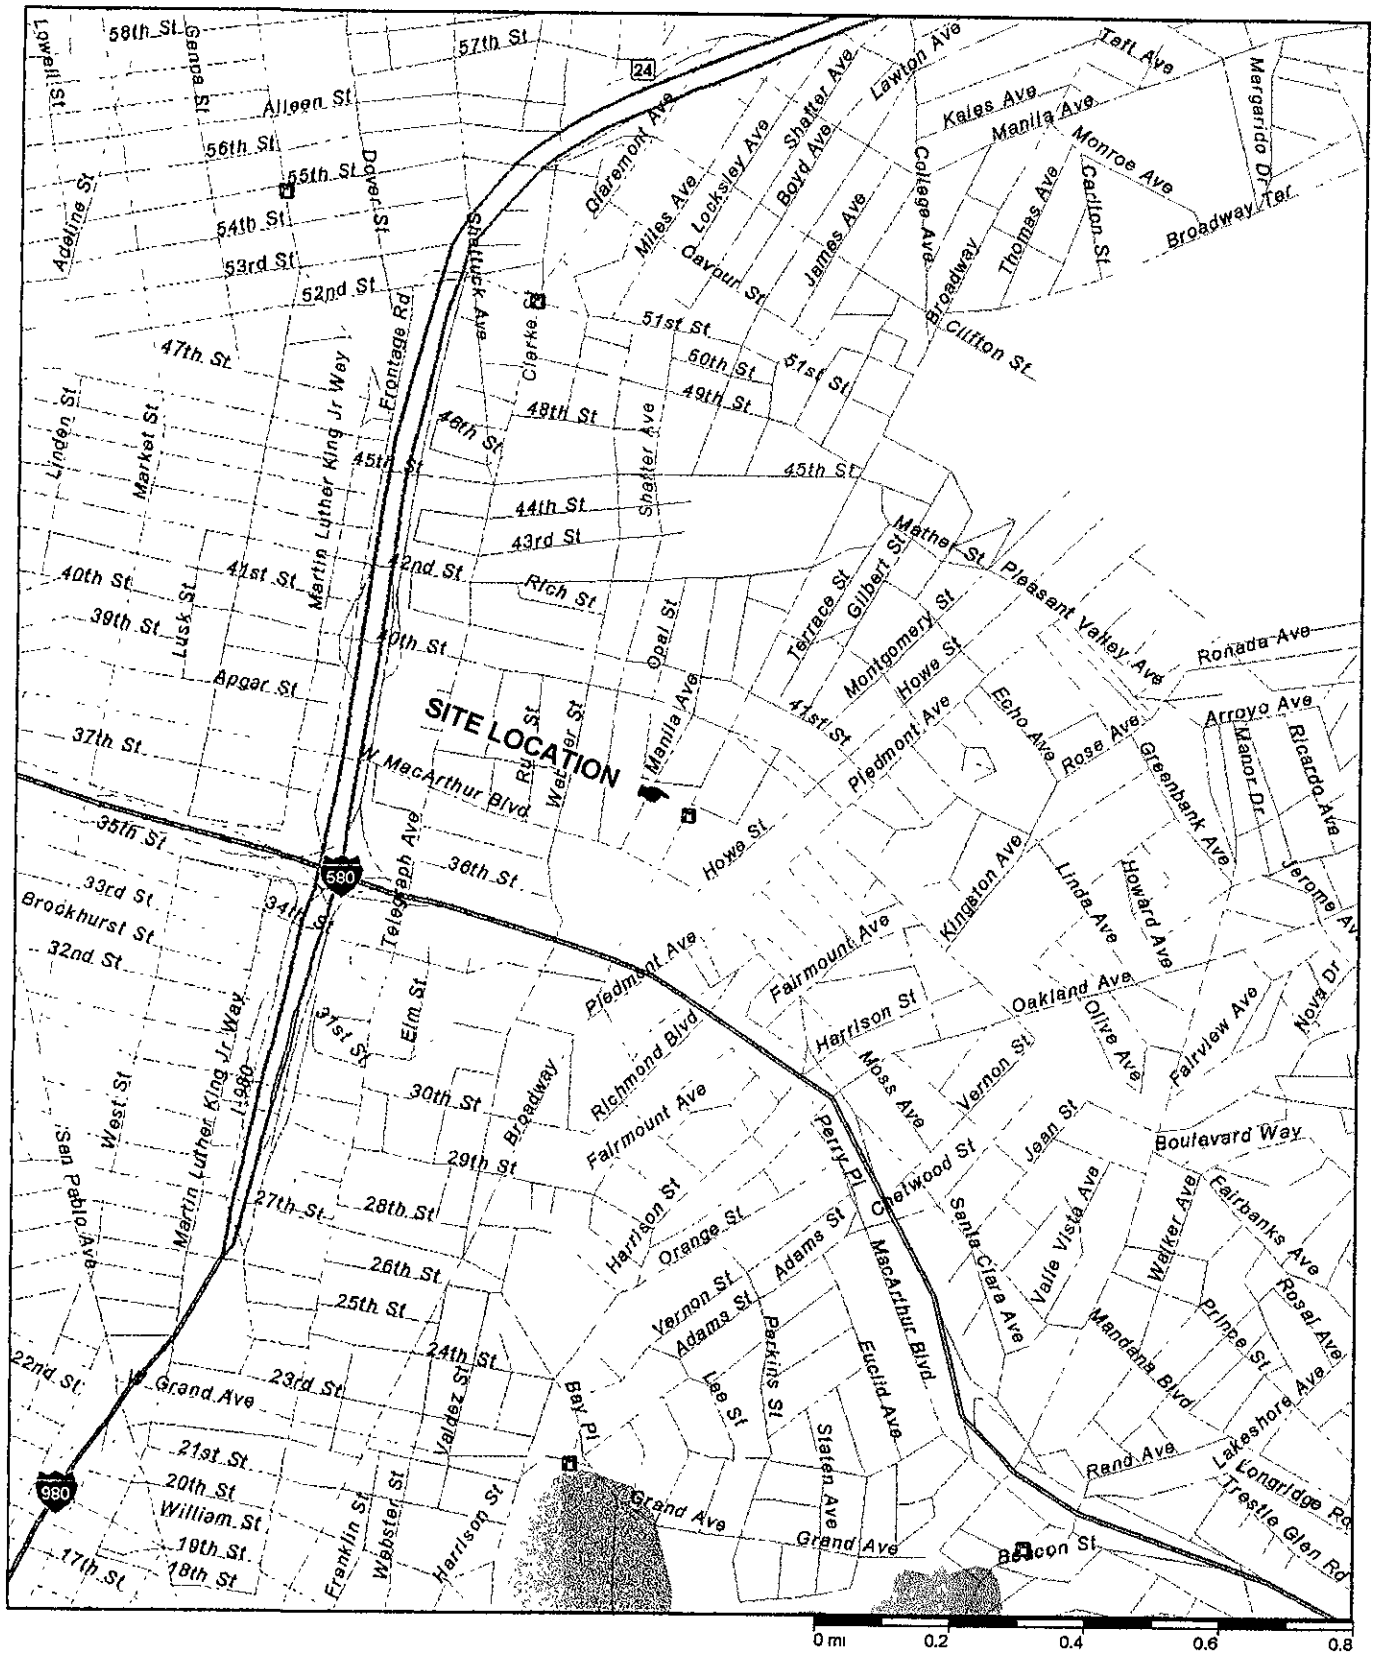 Lowell St
58th St
Genoa St
57th St
24
Lawton Ave
Taft Ave
Margarido Dr
Aileen St
Claremont Ave
Shafter Ave
Kales Ave
Manila Ave
56th St
Locksley Ave
Boyd Ave
College Ave
Monroe Ave
55th St
Dover St
Adeline St
Miles Ave
James Ave
Thomas Ave
Carlton St
Broadway Ter
54th St
Shattuck Ave
Cavour St
Broadway
53rd St
52nd St
Frontage Rd
Clarke St
51st St
Clifton St
47th St
50th St
51st St
Martin Luther King Jr Way
49th St
Linden St
Market St
46th St
48th St
Shafter Ave
45th St
45th St
44th St
Mather St
43rd St
Gilbert St
Pleasant Valley Ave
40th St
41st St
42nd St
Rich St
Terrace St
39th St
Lusk St
40th St
Opal St
Montgomery St
Howe St
Ronada Ave
Apgar St
Manila Ave
41st St
Piedmont Ave
Echo Ave
Rose Ave
Arroyo Ave
SITE LOCATION
37th St
W MacArthur Blvd
Greenbank Ave
Manor Dr
Ricardo Ave
35th St
Telegraph Ave
36th St
Howe St
580
33rd St
34th St
Kingston Ave
Linda Ave
Howard Ave
Jerome Av
Brockhurst St
32nd St
Piedmont Ave
Fairmount Ave
Oakland Ave
Elm St
31st St
Harrison St
Olive Ave
Fairview Ave
Nova Dr
Martin Luther King Jr Way
I-980
Richmond Blvd
Moss Ave
Vernon St
West St
30th St
Broadway
Fairmount Ave
Jean St
San Pablo Ave
29th St
Perry Pl
Chetwood St
Boulevard Way
27th St
28th St
Harrison St
Orange St
Adams St
Santa Clara Ave
Valle Vista Ave
Walker Ave
Fairbanks Ave
26th St
Vernon St
MacArthur Blvd
25th St
Adams St
Perkins St
Euclid Ave
Mandana Blvd
Prince St
Rosal Ave
22nd St
24th St
Grand Ave
23rd St
Valdez St
Bay Pl
Lee St
Staten Ave
Lakeshore Ave
21st St
Rand Ave
Longridge Rd
980
20th St
Trestle Glen Rd
William St
Franklin St
Webster St
Harrison St
Grand Ave
Grand Ave
Beacon St
19th St
17th St
18th St
0 mi 0.2 0.4 0.6 0.8